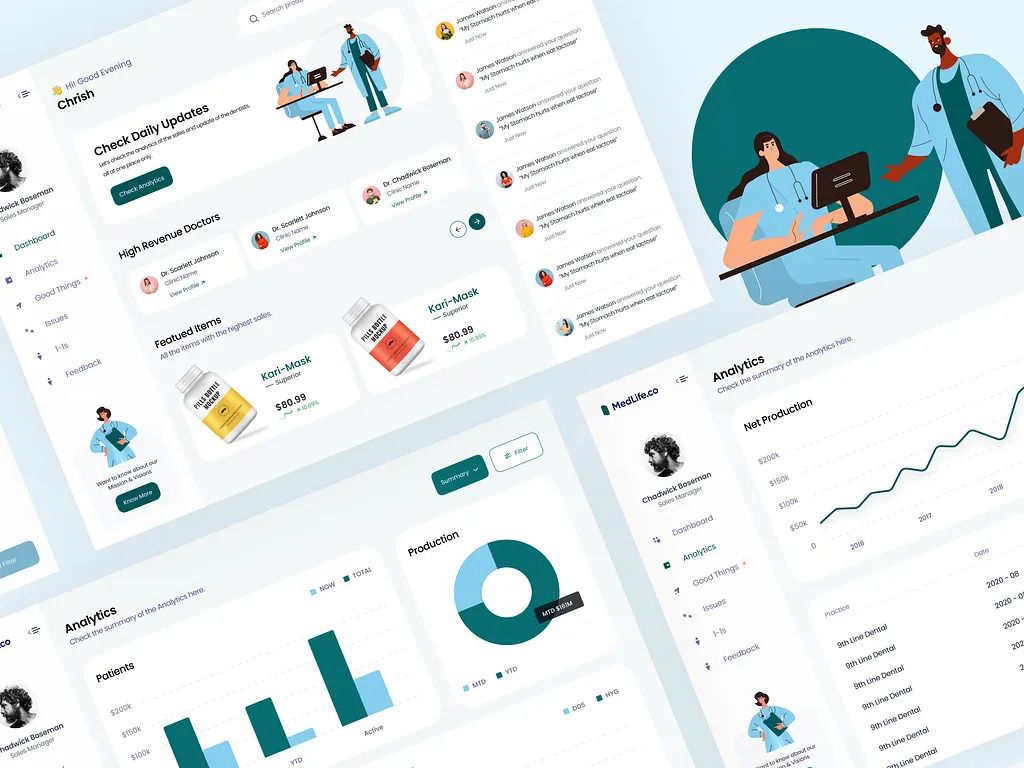 Search produ
Hi! Good Evening
Chrish
Check Daily Updates
Let's check the analytics of the sales and update of the dentists,
all at one place only.
Check Analytics
High Revenue Doctors
Dr. Scarlett Johnson
Clinic Name
View Profile
Dr. Scarlett Johnson
Clinic Name
View Profile
Dr. Chadwick Boseman
Clinic Name
View Profile
Featued Items
All the items with the highest sales.
PILLS BOTTLE
MOCKUP
Kari-Mask
Superior
$80.99
10.89%
PILLS BOTTLE
MOCKUP
Kari-Mask
Superior
$80.99
10.89%
James Watson answered your question
"My Stomach hurts when eat lactose"
Just Now
James Watson answered your question
"My Stomach hurts when eat lactose"
Just Now
James Watson answered your question
"My Stomach hurts when eat lactose"
Just Now
James Watson answered your question
"My Stomach hurts when eat lactose"
Just Now
James Watson answered your question
"My Stomach hurts when eat lactose"
Just Now
James Watson answered your question
"My Stomach hurts when eat lactose"
Just Now
James Watson answered your question
"My Stomach hurts when eat lactose"
Just Now
dwick Boseman
Sales Manager
Dashboard
Analytics
Good Things
Issues
1-1s
Feedback
Want to know about our
Mission & Visions
Know More
Filter
.co
hadwick Boseman
Sales Manager
Analytics
Check the summary of the Analytics here.
Summary
Filter
Patients
NOW
TOTAL
$200k
$150k
$100k
YTD
Active
Production
MTD $161M
MTD
YTD
DDS
HYG
MedLife.co
Chadwick Boseman
Sales Manager
Dashboard
Analytics
Good Things
Issues
1-1s
Feedback
Want to know about our
Analytics
Check the summary of the Analytics here.
Net Production
$200k
$150k
$100k
$50k
0
2016
2017
2018
Practice
Date
9th Line Dental
2020 - 08
9th Line Dental
2020 - 0
9th Line Dental
2020 -
9th Line Dental
202
9th Line Dental
9th Line Dental
9th Line Dental